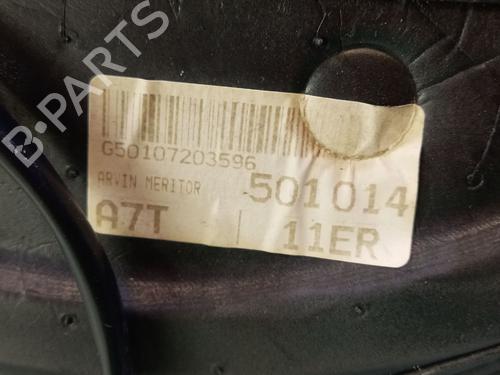 B-PARTS
G50107203596
ARVIN MERITOR
501014
A7T
11ER